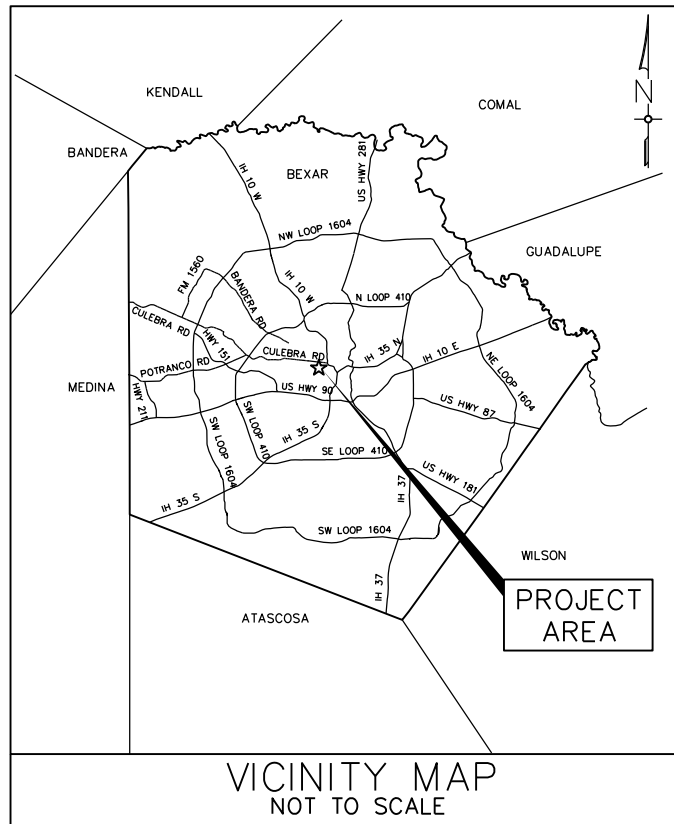 N
KENDALL
COMAL
BANDERA
BEXAR
US HWY 281
IH 10 W
NW LOOP 1604
GUADALUPE
FM 1560
BANDERA RD
IH 10 W
N LOOP 410
CULEBRA RD
HWY 151
CULEBRA RD
IH 35 N
IH 10 E
NE LOOP 1604
POTRANCO RD
MEDINA
HWY 211
US HWY 90
US HWY 87
SW LOOP 1604
SW LOOP 410
IH 35 S
SE LOOP 410
US HWY 181
IH 37
IH 35 S
SW LOOP 1604
WILSON
IH 37
ATASCOSA
PROJECT
AREA
VICINITY MAP
NOT TO SCALE